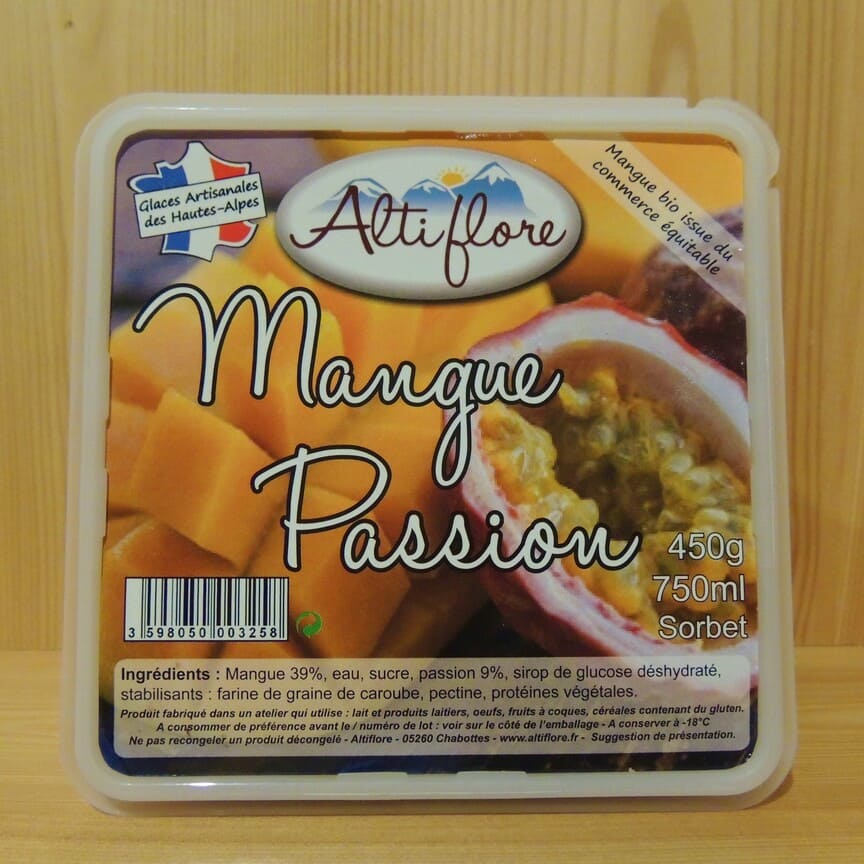 Glaces Artisanales
des Hautes-Alpes
Altiflore
Mangue bio issue du
commerce équitable
Mangue
Passion
450g
750ml
Sorbet
3 598050 003258
Ingrédients : Mangue 39%, eau, sucre, passion 9%, sirop de glucose déshydraté,
stabilisants : farine de graine de caroube, pectine, protéines végétales.
Produit fabriqué dans un atelier qui utilise : lait et produits laitiers, oeufs, fruits à coques, céréales contenant du gluten.
A consommer de préférence avant le / numéro de lot : voir sur le côté de l'emballage - A conserver à -18°C
Ne pas recongeler un produit décongelé - Altiflore - 05260 Chabottes - www.altiflore.fr - Suggestion de présentation.